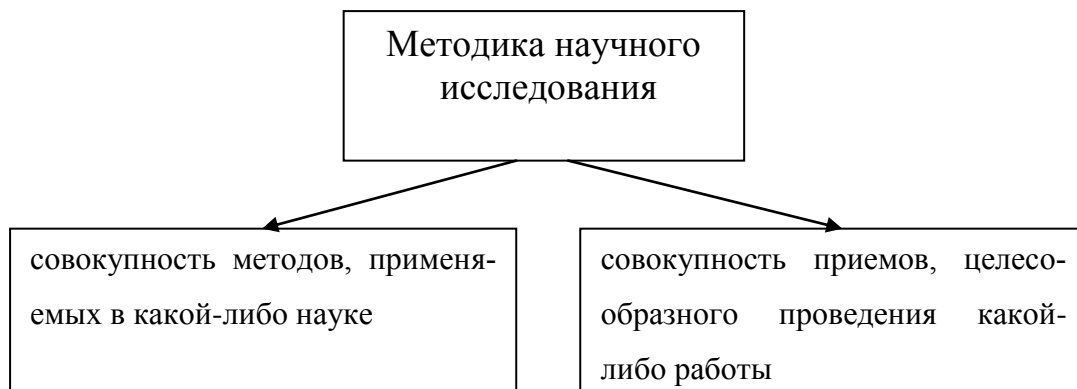 Методика научного
исследования
совокупность методов, применя-
емых в какой-либо науке
совокупность приемов, целесо-
образного проведения какой-
либо работы